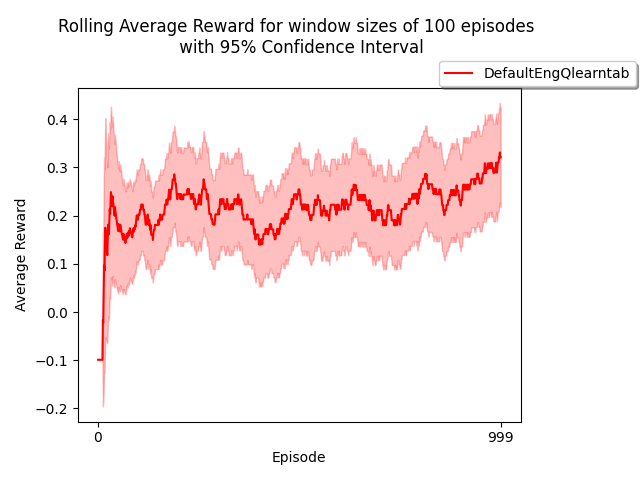 Rolling Average Reward for window sizes of 100 episodes
with 95% Confidence Interval
DefaultEngQlearntab
Average Reward
0.4
0.3
0.2
0.1
0.0
−0.1
−0.2
0 999
Episode